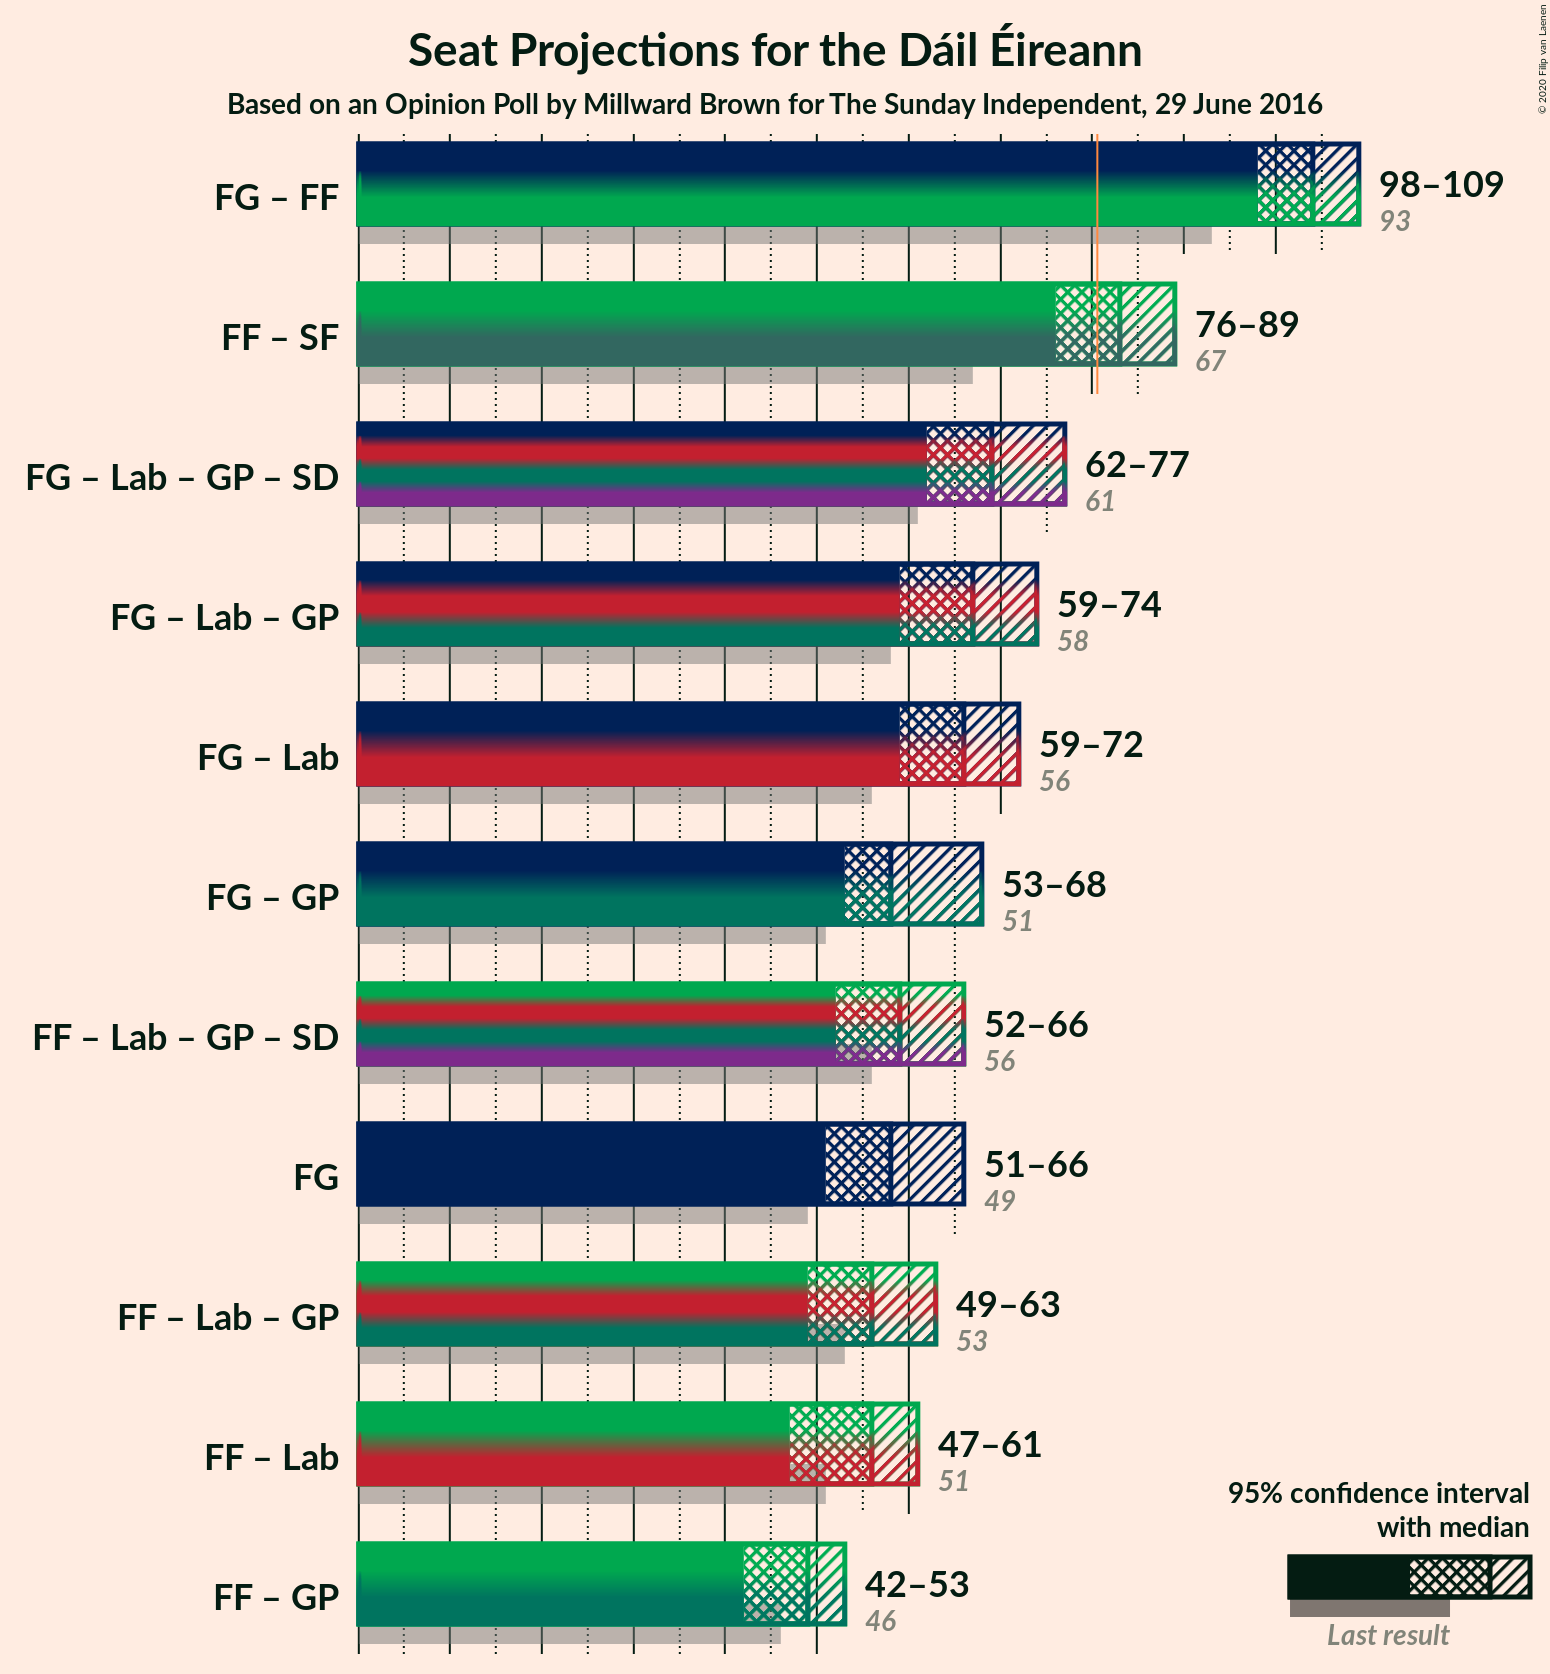 Seat Projections for the Dáil Éireann
Based on an Opinion Poll by Millward Brown for The Sunday Independent, 29 June 2016
© 2020 Filip van Laenen
FG – FF
98–109
93
FF – SF
76–89
67
FG – Lab – GP – SD
62–77
61
FG – Lab – GP
59–74
58
FG – Lab
59–72
56
FG – GP
53–68
51
FF – Lab – GP – SD
52–66
56
FG
51–66
49
FF – Lab – GP
49–63
53
FF – Lab
47–61
51
FF – GP
42–53
46
95% confidence interval
with median
Last result